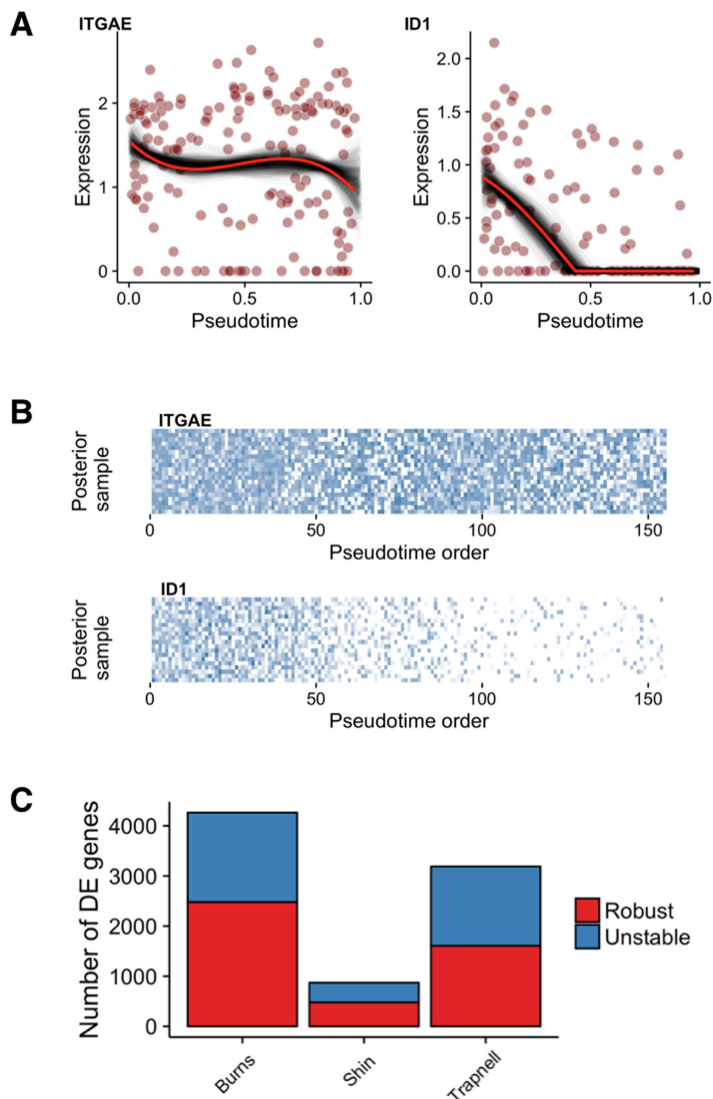 A
ITGAE
ID1
Expression
2
1
0
0.0
0.5
1.0
Pseudotime
Expression
2.0
1.5
1.0
0.5
0.0
0.0
0.5
1.0
Pseudotime
B
ITGAE
Posterior
sample
0
50
100
150
Pseudotime order
ID1
Posterior
sample
0
50
100
150
Pseudotime order
C
Number of DE genes
4000
3000
2000
1000
0
Burns
Shin
Trapnell
Robust
Unstable